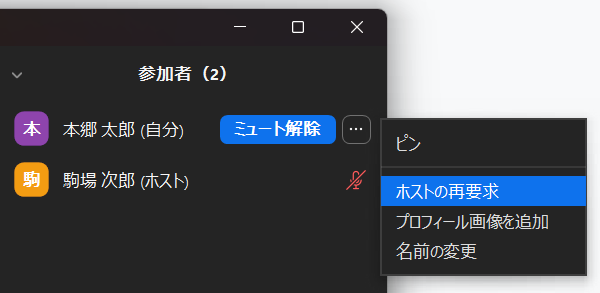 参加者（2）
本 本郷 太郎 (自分) ミュート解除 ...
駒 駒場 次郎 (ホスト)
ピン
ホストの再要求
プロフィール画像を追加
名前の変更